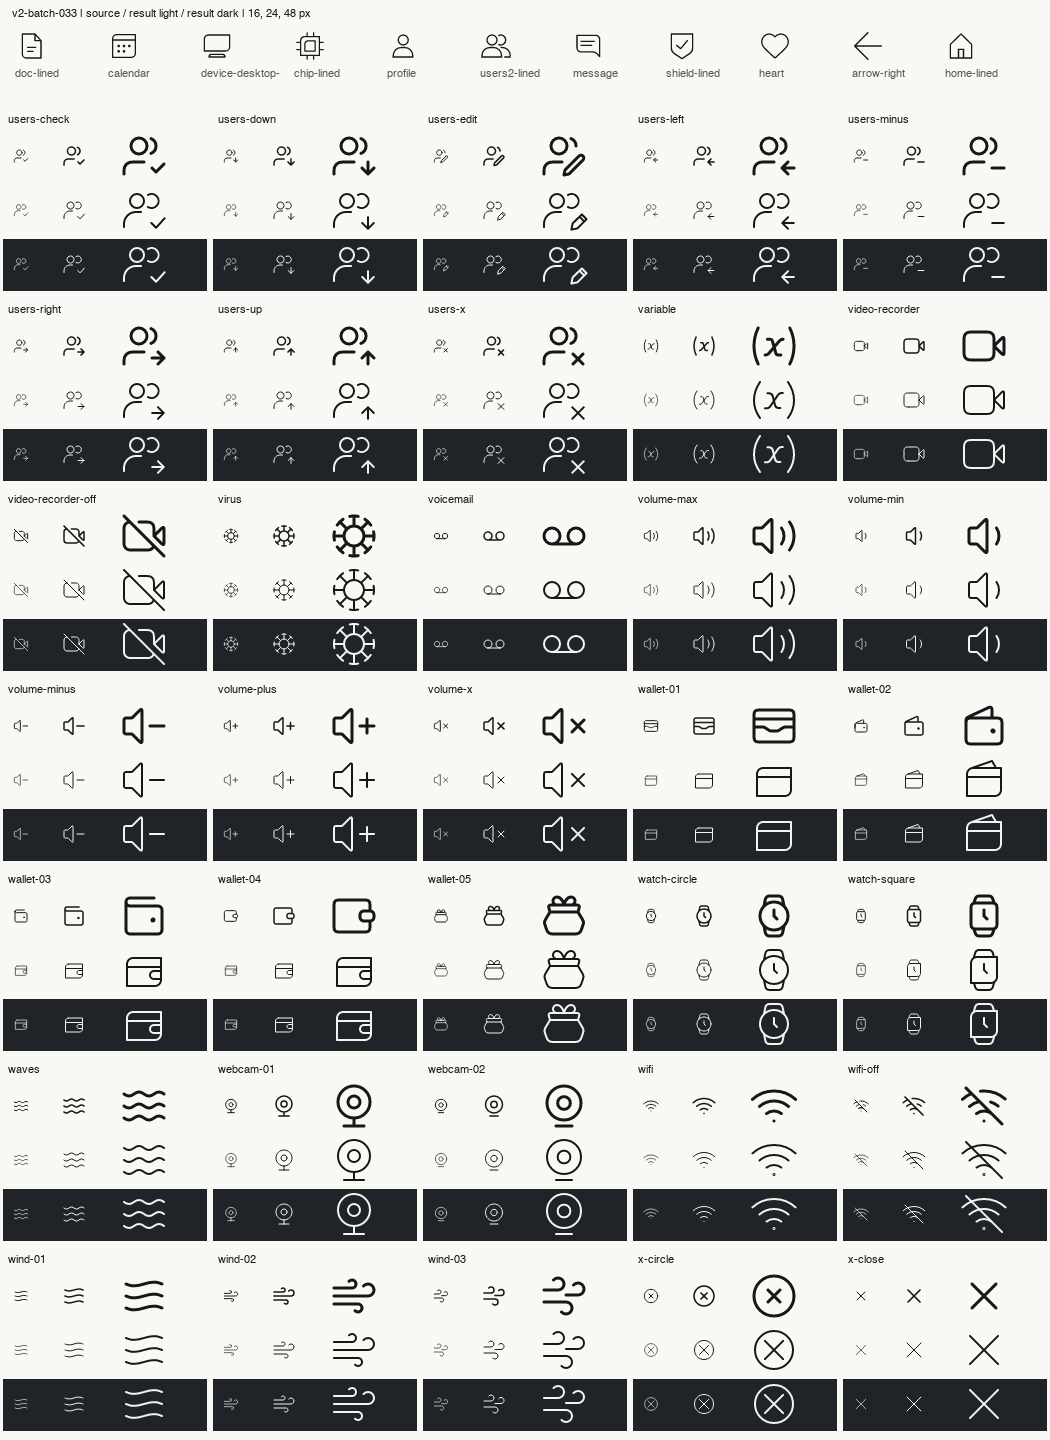 v2-batch-033 | source / result light / result dark | 16, 24, 48 px
doc-lined calendar device-desktop- chip-lined profile users2-lined message shield-lined heart arrow-right home-lined
users-check users-down users-edit users-left users-minus
users-right users-up users-x variable video-recorder
(x) (x) (x)
(x) (x) (x)
(x) (x) (x)
video-recorder-off virus voicemail volume-max volume-min
volume-minus volume-plus volume-x wallet-01 wallet-02
wallet-03 wallet-04 wallet-05 watch-circle watch-square
waves webcam-01 webcam-02 wifi wifi-off
wind-01 wind-02 wind-03 x-circle x-close